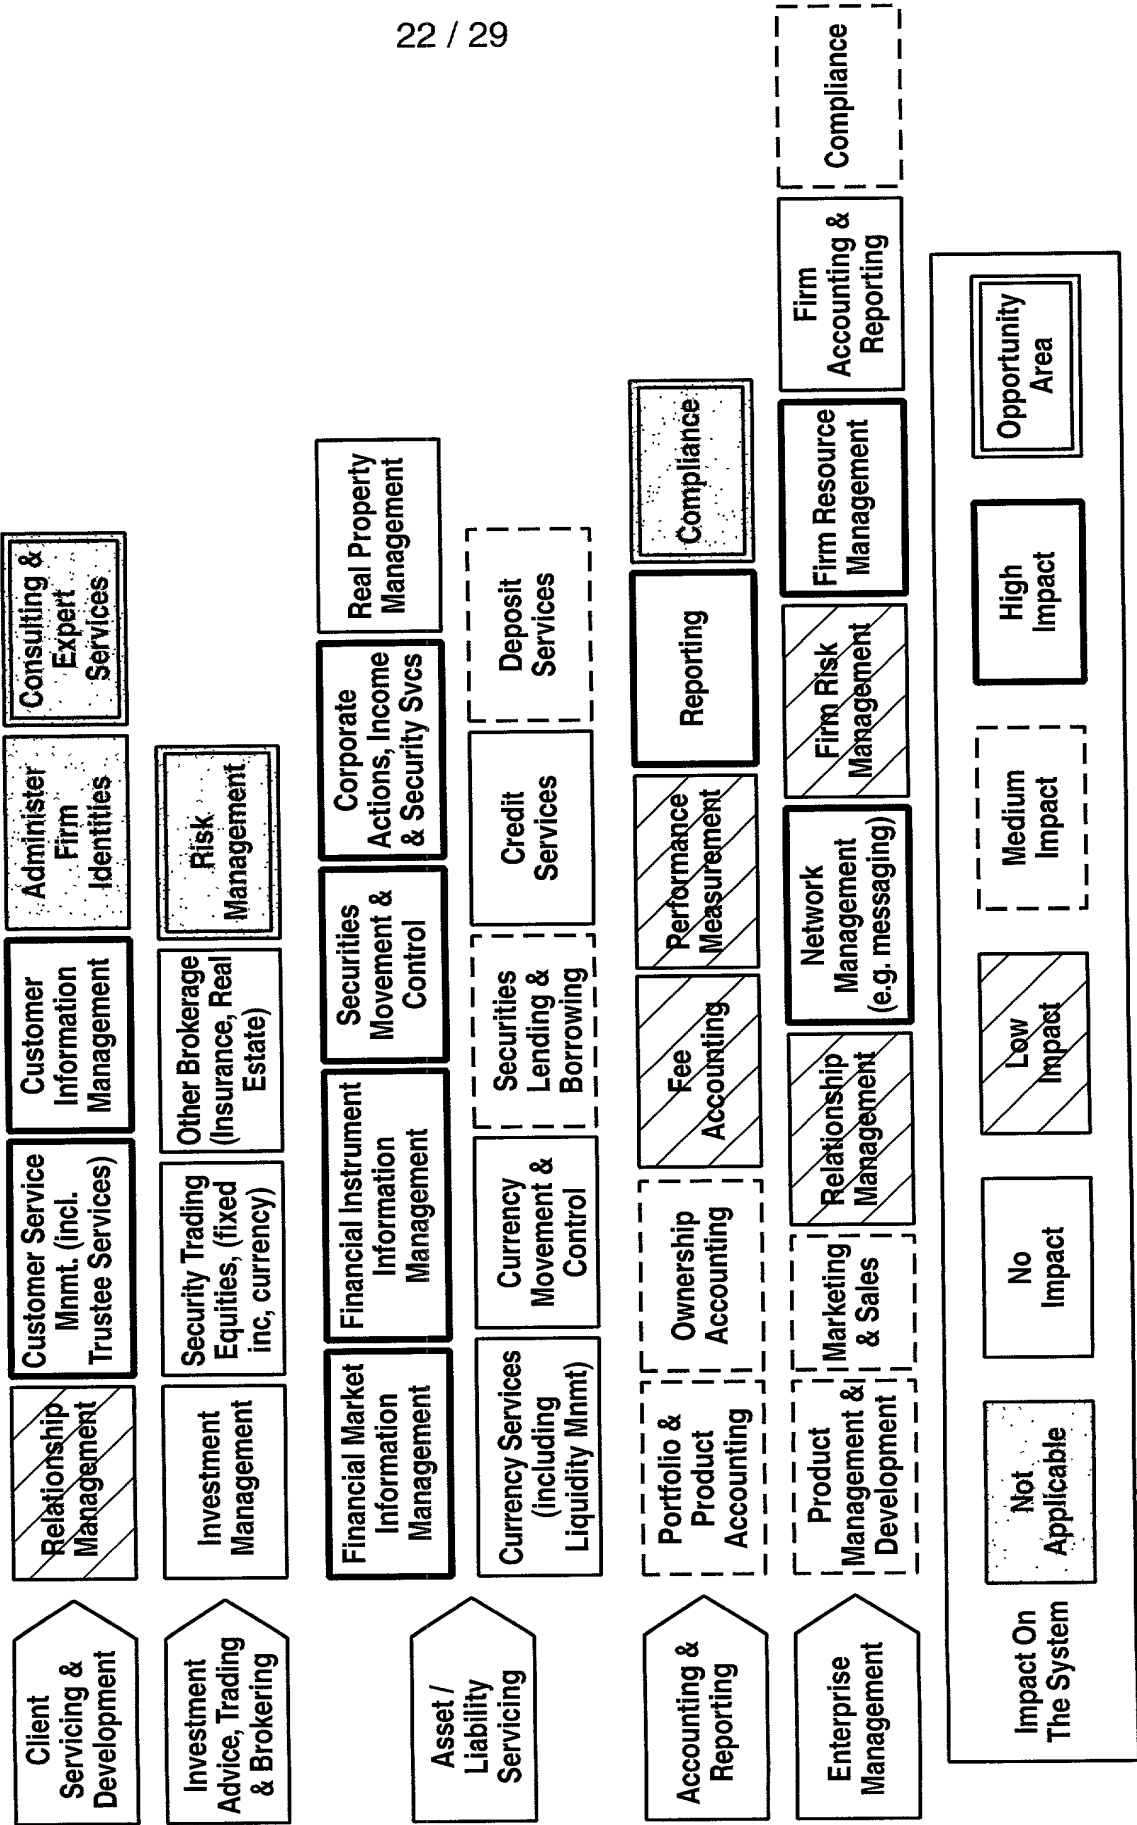 22 / 29
Client
Servicing &
Development
Relationship
Management
Customer Service
Mnmt. (incl.
Trustee Services)
Customer
Information
Management
Administer
Firm
Identities
Consulting &
Expert
Services
Investment
Advice, Trading
& Brokering
Investment
Management
Security Trading
Equities, (fixed
inc, currency)
Other Brokerage
(Insurance, Real
Estate)
Risk
Management
Asset /
Liability
Servicing
Financial Market
Information
Management
Financial Instrument
Information
Management
Securities
Movement &
Control
Corporate
Actions, Income
& Security Svcs
Real Property
Management
Currency Services
(including
Liquidity Mnmt)
Currency
Movement &
Control
Securities
Lending &
Borrowing
Credit
Services
Deposit
Services
Accounting &
Reporting
Portfolio &
Product
Accounting
Ownership
Accounting
Fee
Accounting
Performance
Measurement
Reporting
Compliance
Enterprise
Management
Product
Management &
Development
Marketing
& Sales
Relationship
Management
Network
Management
(e.g. messaging)
Firm Risk
Management
Firm Resource
Management
Firm
Accounting &
Reporting
Compliance
Impact On
The System
Not
Applicable
No
Impact
Low
Impact
Medium
Impact
High
Impact
Opportunity
Area